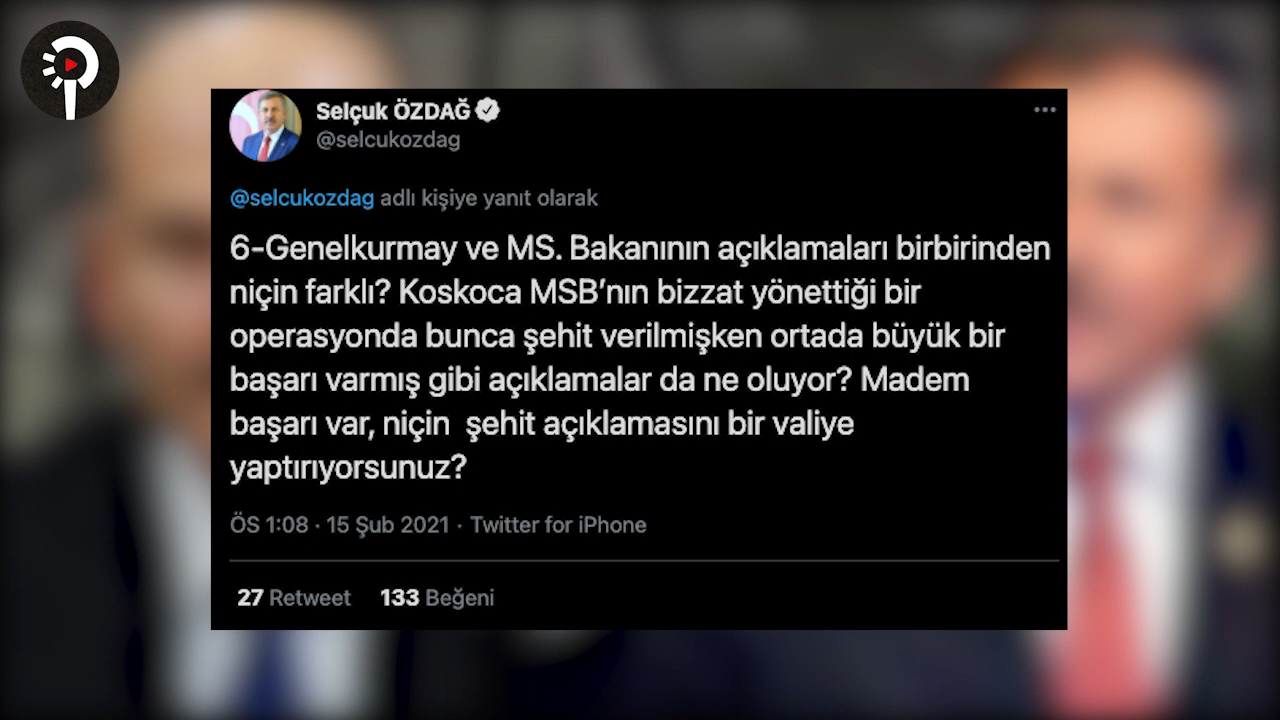 Selçuk ÖZDAĞ
@selcukozdag
@selcukozdag adlı kişiye yanıt olarak
6-Genelkurmay ve MS. Bakanının açıklamaları birbirinden
niçin farklı? Koskoca MSB’nın bizzat yönettiği bir
operasyonda bunca şehit verilmişken ortada büyük bir
başarı varmış gibi açıklamalar da ne oluyor? Madem
başarı var, niçin  şehit açıklamasını bir valiye
yaptırıyorsunuz?
ÖS 1:08 · 15 Şub 2021 · Twitter for iPhone
27 Retweet 133 Beğeni